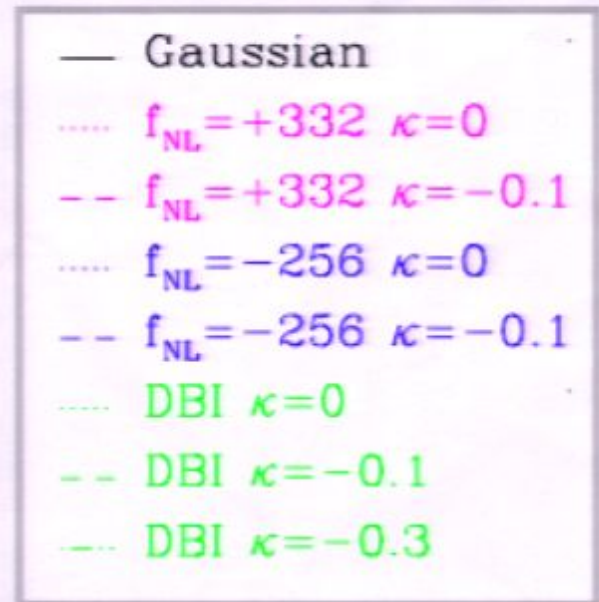 Gaussian
f_NL=+332 κ=0
f_NL=+332 κ=-0.1
f_NL=-256 κ=0
f_NL=-256 κ=-0.1
DBI κ=0
DBI κ=-0.1
DBI κ=-0.3